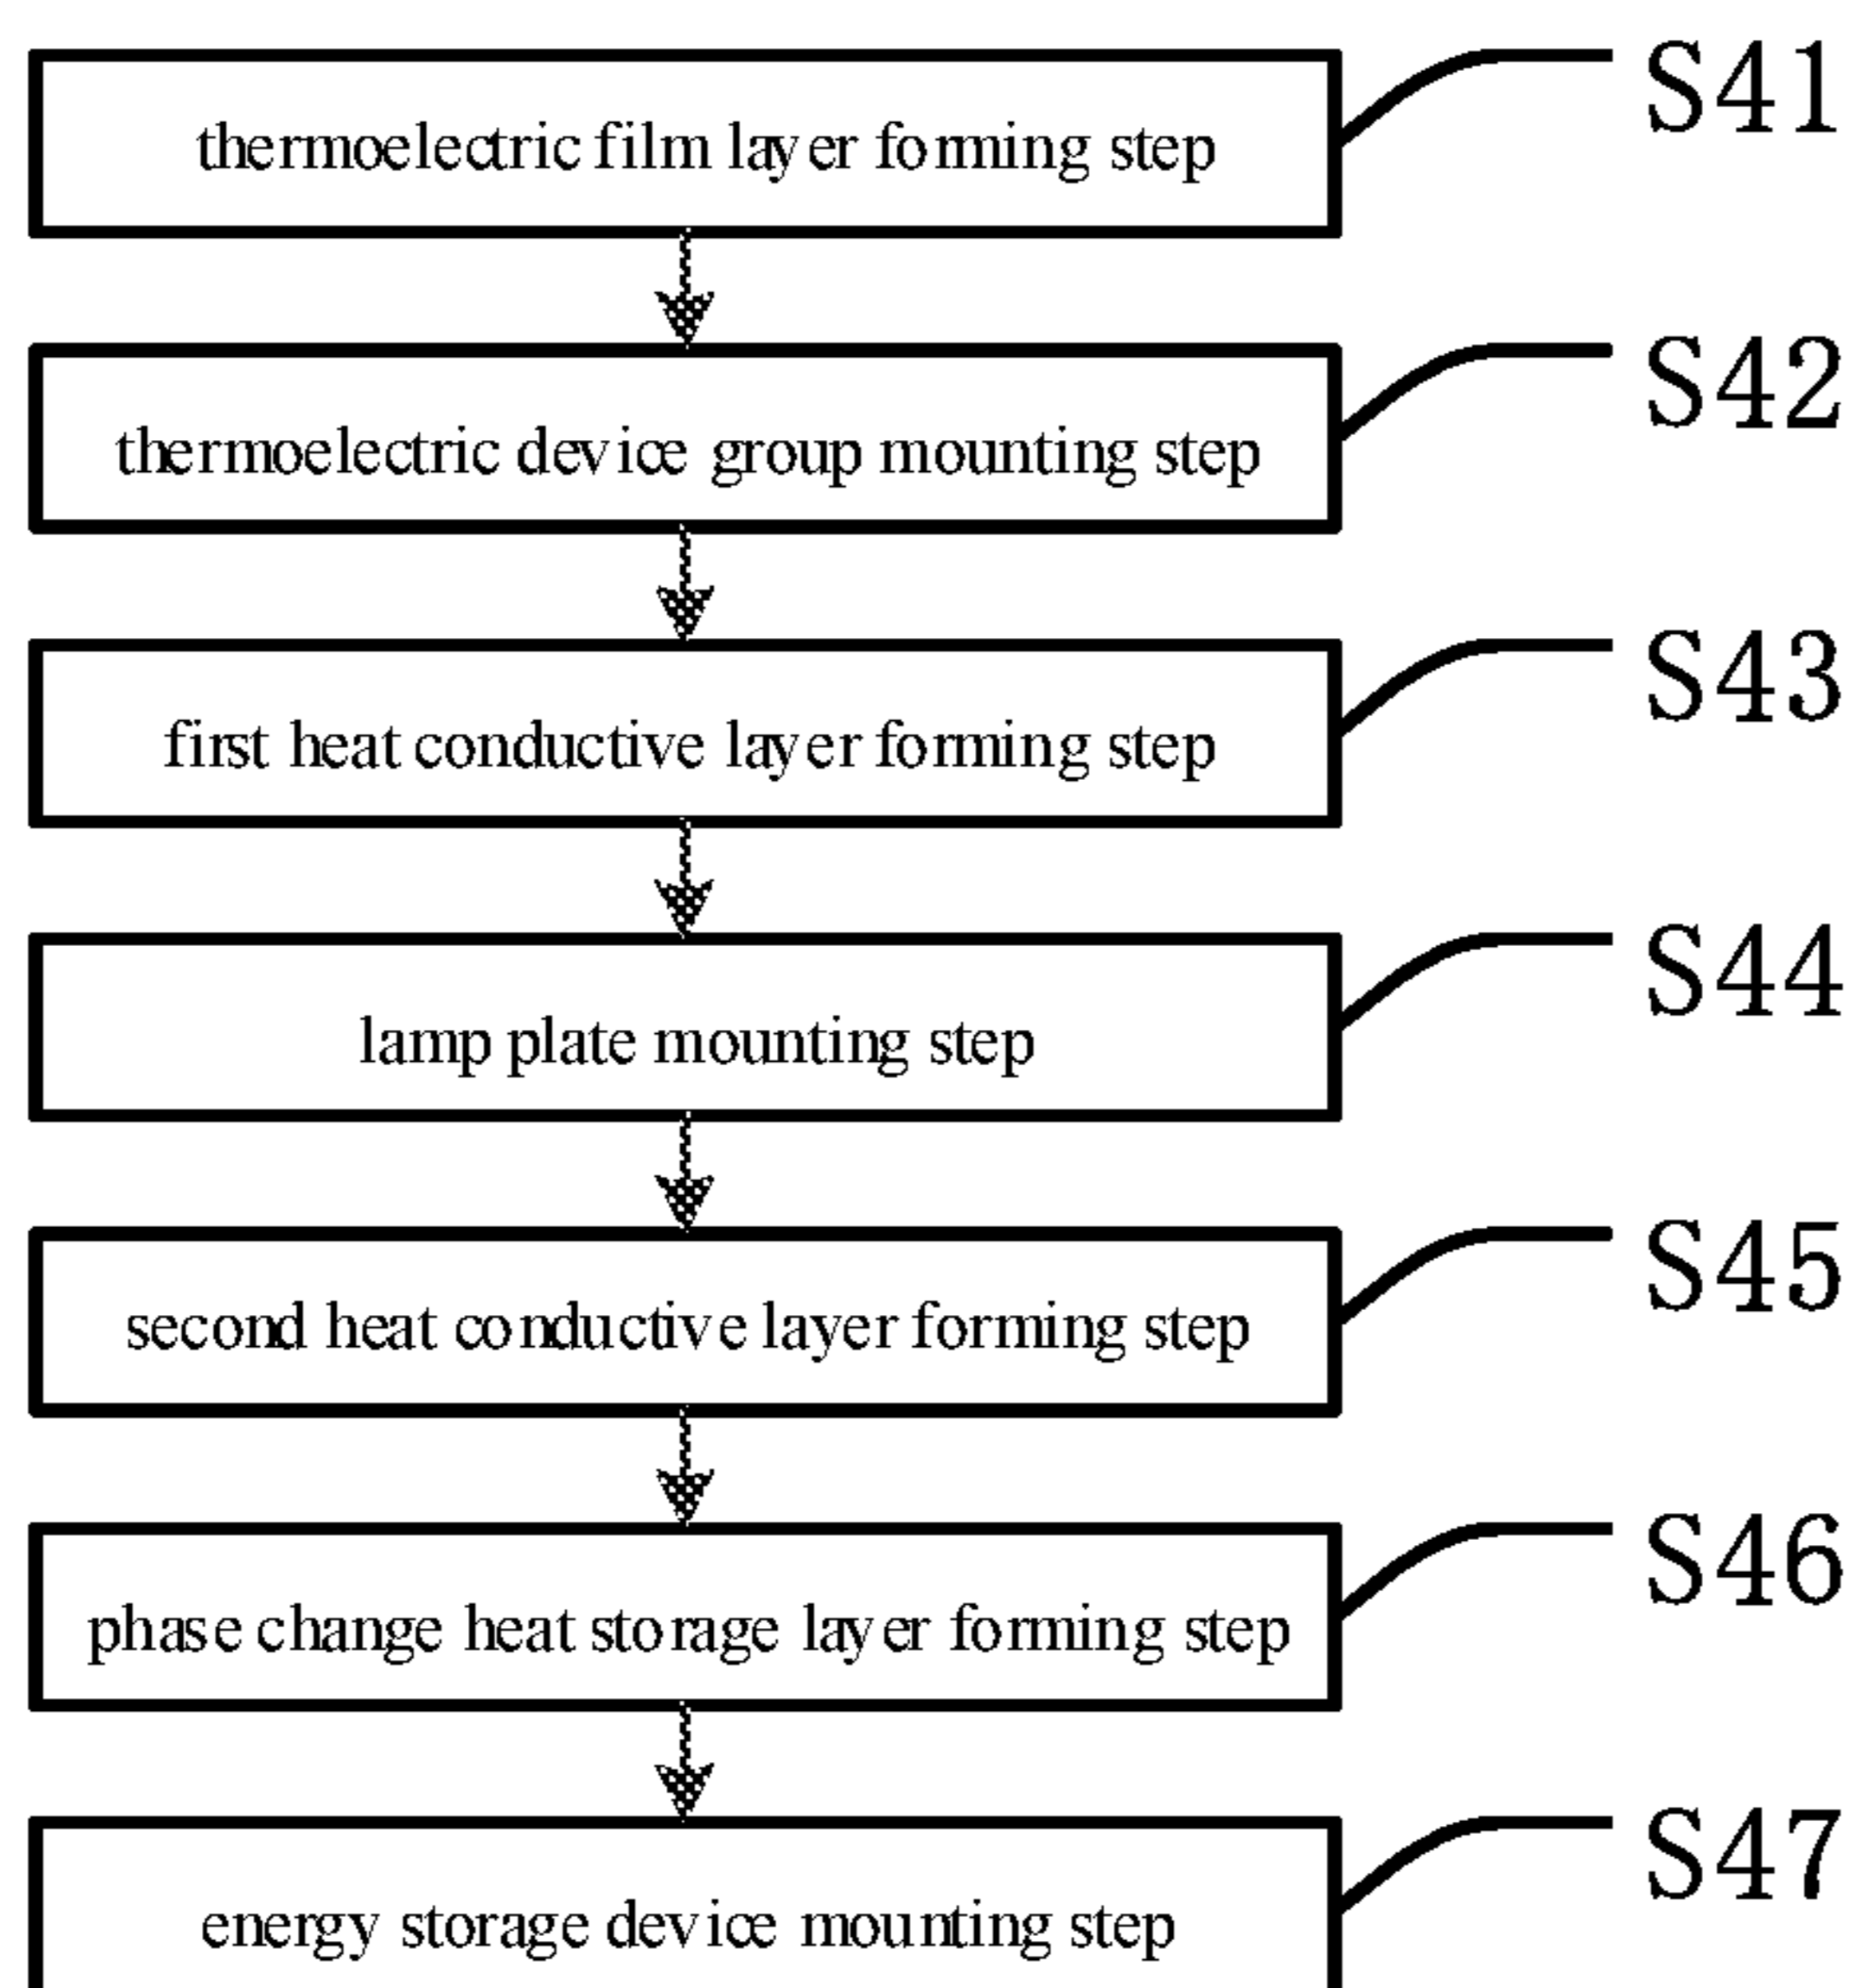 thermoelectric film layer forming step
S41
thermoelectric device group mounting step
S42
first heat conductive layer forming step
S43
lamp plate mounting step
S44
second heat conductive layer forming step
S45
phase change heat storage layer forming step
S46
energy storage device mounting step
S47